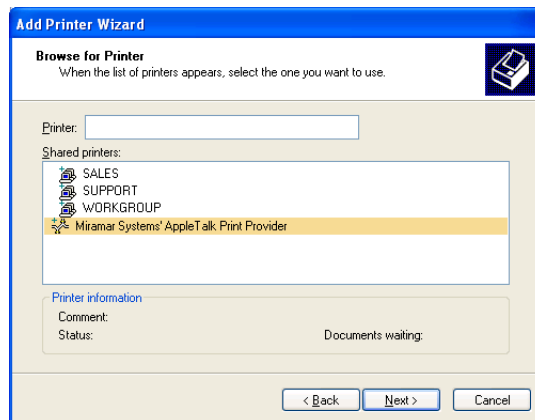 Add Printer Wizard
Browse for Printer
When the list of printers appears, select the one you want to use.
Printer:
Shared printers:
SALES
SUPPORT
WORKGROUP
Miramar Systems' AppleTalk Print Provider
Printer information
Comment:
Status: Documents waiting:
< Back Next > Cancel